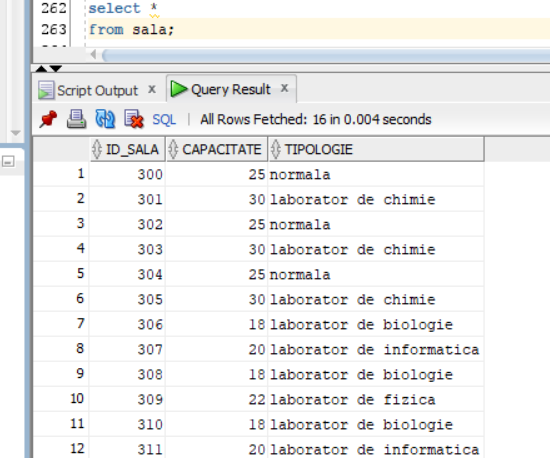 262 select *
263 from sala;
Script Output x Query Result x
SQL | All Rows Fetched: 16 in 0.004 seconds
ID_SALA CAPACITATE TIPOLOGIE
1 300 25 normala
2 301 30 laborator de chimie
3 302 25 normala
4 303 30 laborator de chimie
5 304 25 normala
6 305 30 laborator de chimie
7 306 18 laborator de biologie
8 307 20 laborator de informatica
9 308 18 laborator de biologie
10 309 22 laborator de fizica
11 310 18 laborator de biologie
12 311 20 laborator de informatica